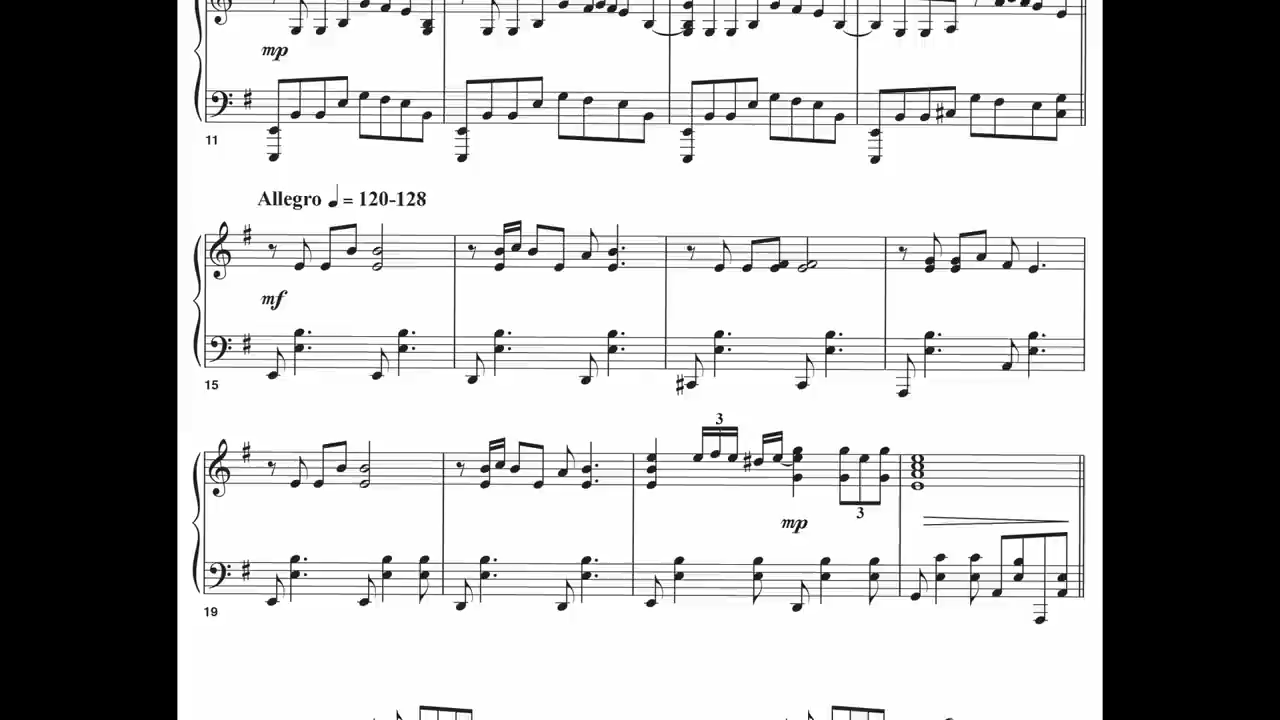 mp
11
Allegro ♩ = 120-128
mf
15
3
mp
3
19